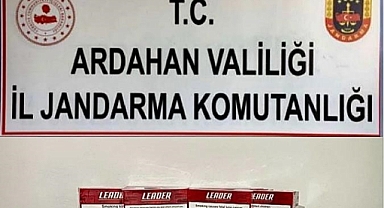 T.C.
ARDAHAN VALİLİĞİ
İL JANDARMA KOMUTANLIĞI
LEADER LEADER LEADER LEADER